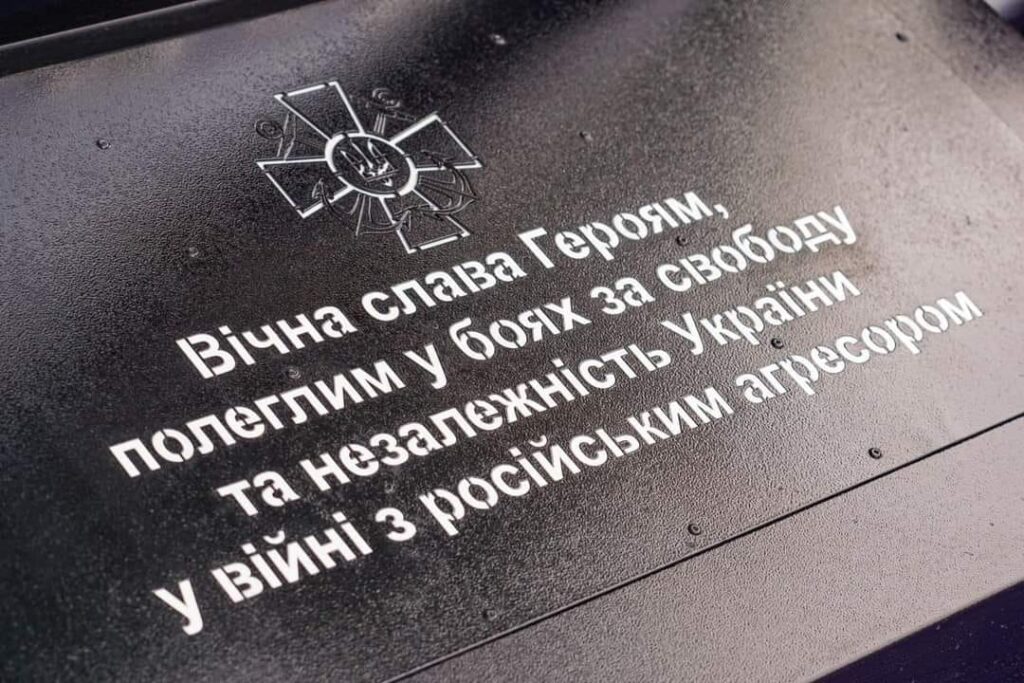 Вічна слава Героям,
полеглим у боях за свободу
та незалежність України
у війні з російським агресором